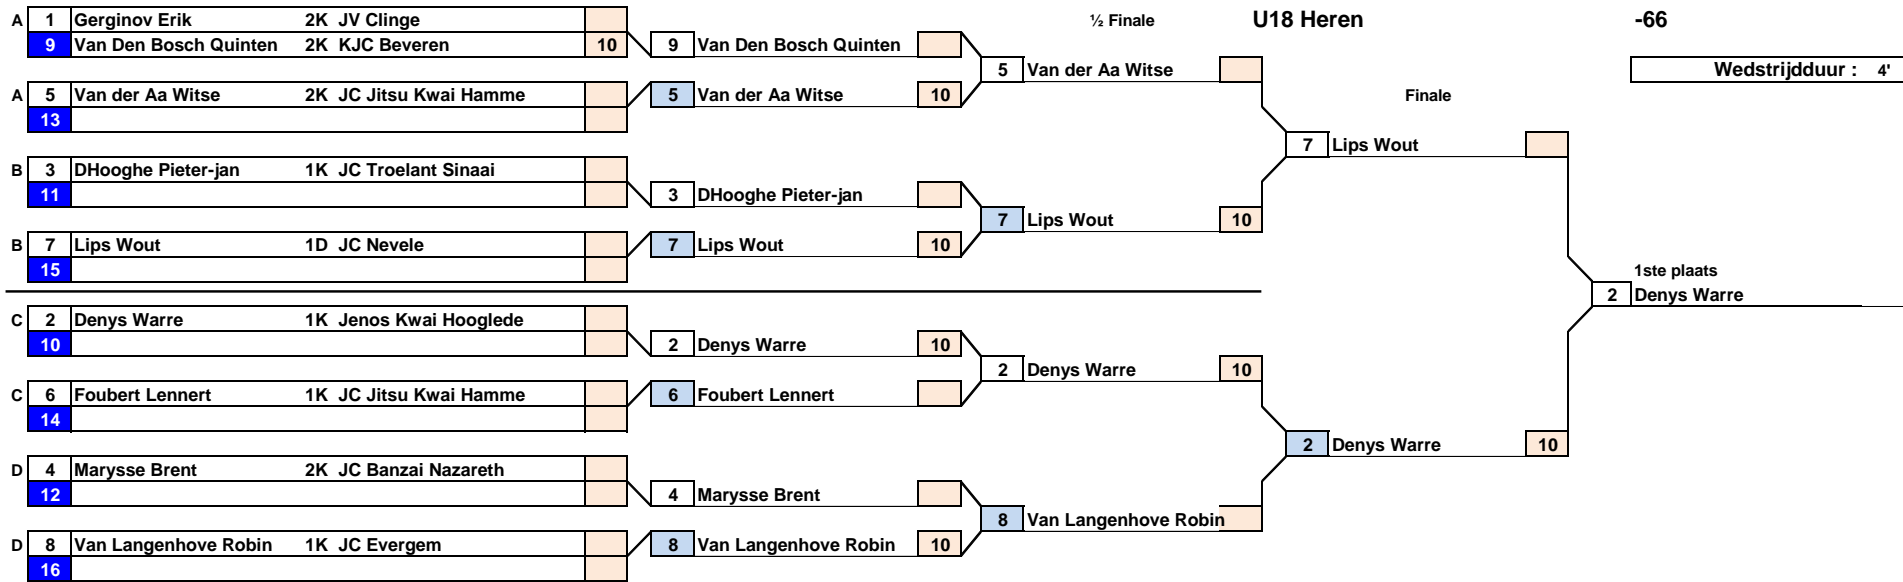 ½ Finale U18 Heren -66
A 1 Gerginov Erik 2K JV Clinge
9 Van Den Bosch Quinten 2K KJC Beveren 10 9 Van Den Bosch Quinten
5 Van der Aa Witse Wedstrijdduur : 4'
A 5 Van der Aa Witse 2K JC Jitsu Kwai Hamme 5 Van der Aa Witse 10 Finale
13
7 Lips Wout
B 3 DHooghe Pieter-jan 1K JC Troelant Sinaai
11 3 DHooghe Pieter-jan
7 Lips Wout 10
B 7 Lips Wout 1D JC Nevele 7 Lips Wout 10
15 1ste plaats
2 Denys Warre
C 2 Denys Warre 1K Jenos Kwai Hooglede
10 2 Denys Warre 10
2 Denys Warre 10
C 6 Foubert Lennert 1K JC Jitsu Kwai Hamme 6 Foubert Lennert
14
2 Denys Warre 10
D 4 Marysse Brent 2K JC Banzai Nazareth
12 4 Marysse Brent
8 Van Langenhove Robin
D 8 Van Langenhove Robin 1K JC Evergem 8 Van Langenhove Robin 10
16